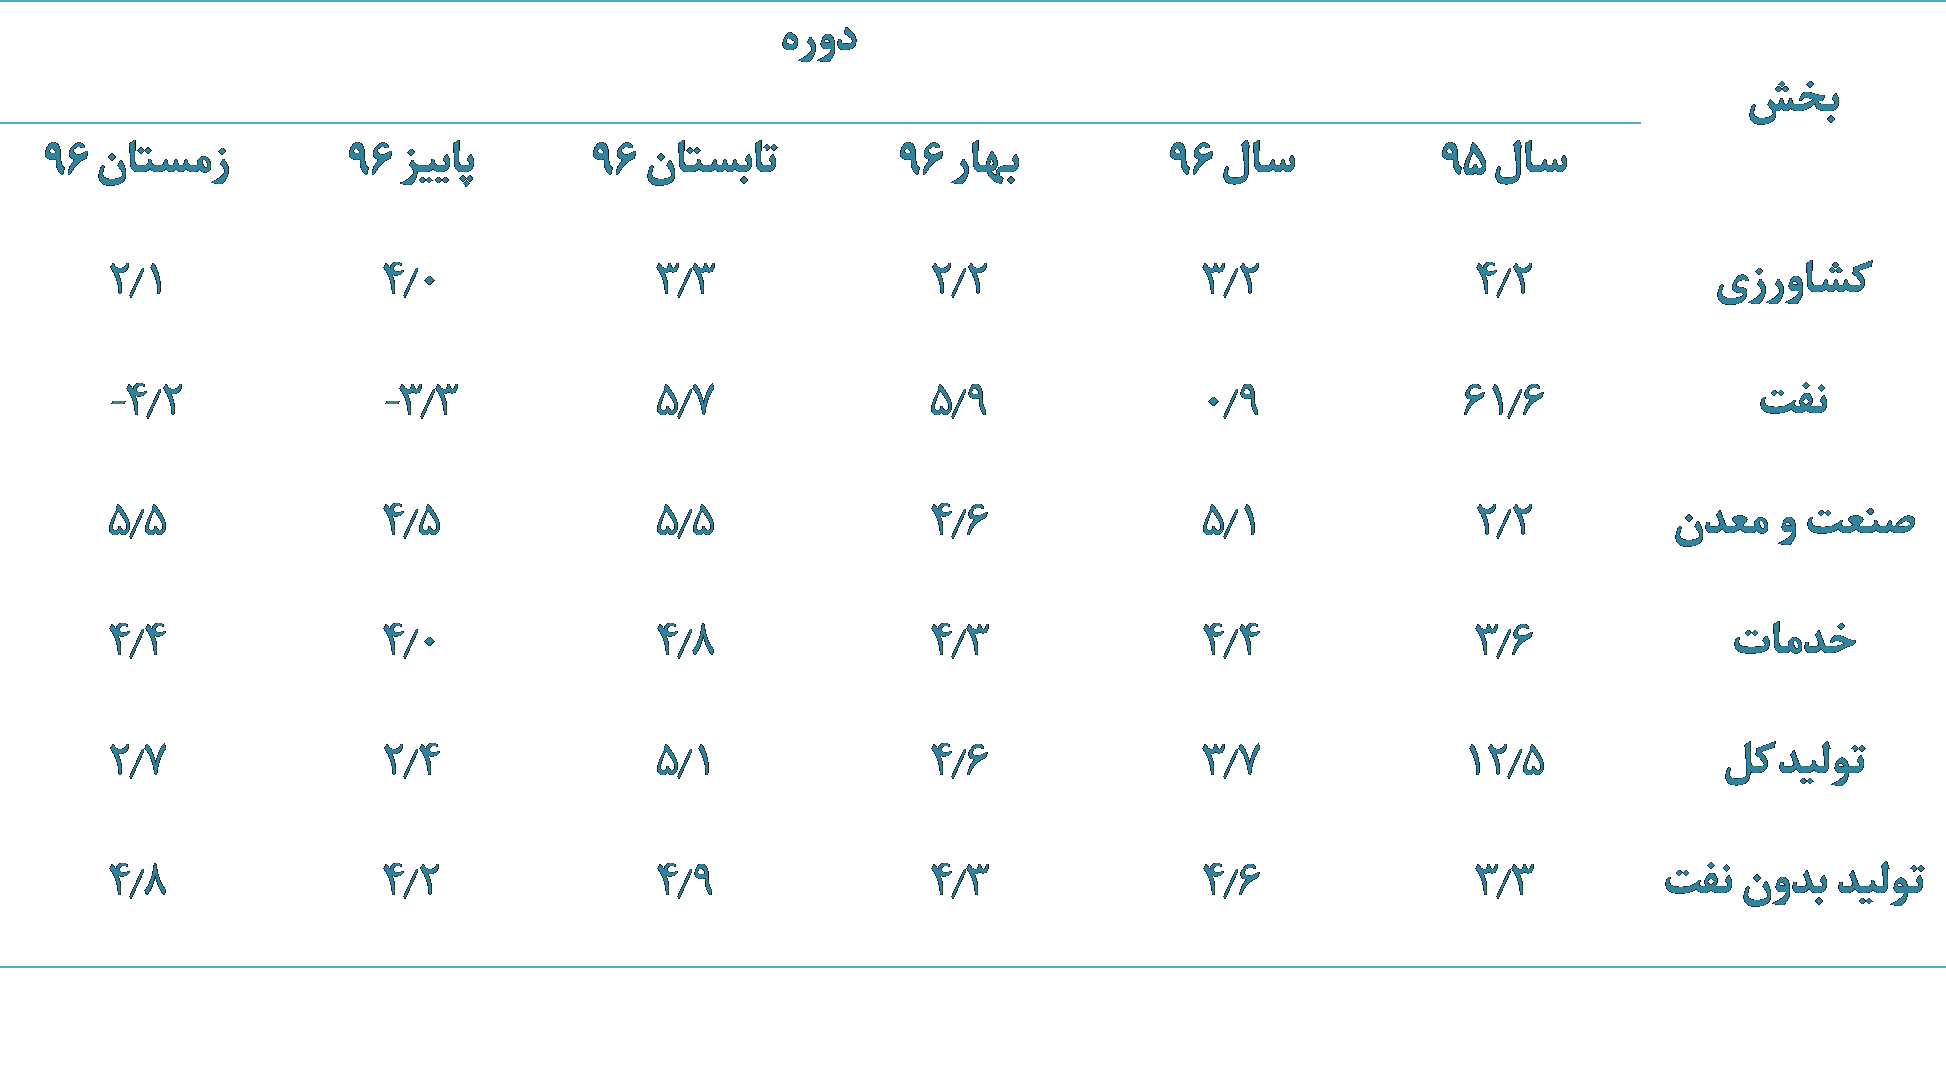 بخش
دوره
سال ۹۵ سال ۹۶ بهار ۹۶ تابستان ۹۶ پاییز ۹۶ زمستان ۹۶
کشاورزی ۴/۲ ۳/۲ ۲/۲ ۳/۳ ۴/۰ ۲/۱
نفت ۶۱/۶ ۰/۹ ۵/۹ ۵/۷ ۳/۳- ۴/۲-
صنعت و معدن ۲/۲ ۵/۱ ۴/۶ ۵/۵ ۴/۵ ۵/۵
خدمات ۳/۶ ۴/۴ ۴/۳ ۴/۸ ۴/۰ ۴/۴
تولید کل ۱۲/۵ ۳/۷ ۴/۶ ۵/۱ ۲/۴ ۲/۷
تولید بدون نفت ۳/۳ ۴/۶ ۴/۳ ۴/۹ ۴/۲ ۴/۸